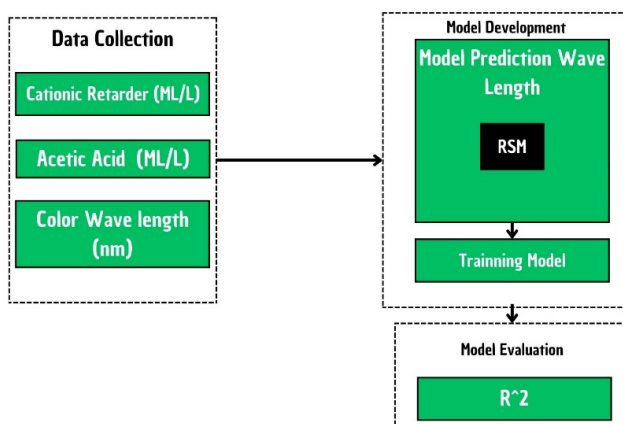 Data Collection
Cationic Retarder (ML/L)
Acetic Acid (ML/L)
Color Wave length
(nm)
Model Development
Model Prediction Wave
Length
RSM
Trainning Model
Model Evaluation
R^2